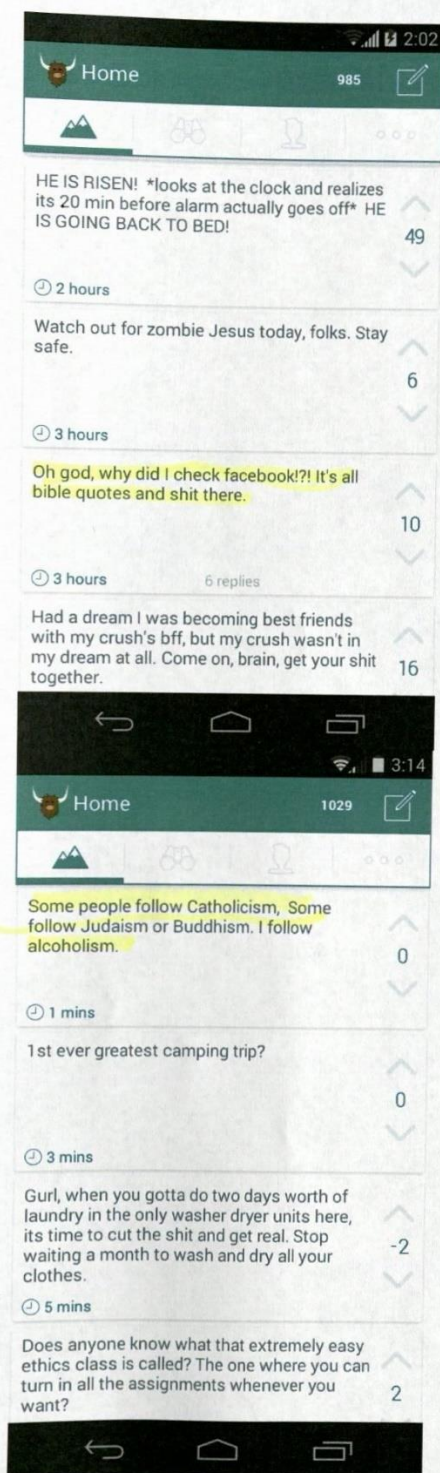 2:02
Home 985
HE IS RISEN! *looks at the clock and realizes
its 20 min before alarm actually goes off* HE
IS GOING BACK TO BED!
49
2 hours
Watch out for zombie Jesus today, folks. Stay
safe.
6
3 hours
Oh god, why did I check facebook!?! It's all
bible quotes and shit there.
10
3 hours 6 replies
Had a dream I was becoming best friends
with my crush's bff, but my crush wasn't in
my dream at all. Come on, brain, get your shit
together.
16
3:14
Home 1029
Some people follow Catholicism, Some
follow Judaism or Buddhism. I follow
alcoholism.
0
1 mins
1st ever greatest camping trip?
0
3 mins
Gurl, when you gotta do two days worth of
laundry in the only washer dryer units here,
its time to cut the shit and get real. Stop
waiting a month to wash and dry all your
clothes.
-2
5 mins
Does anyone know what that extremely easy
ethics class is called? The one where you can
turn in all the assignments whenever you
want?
2